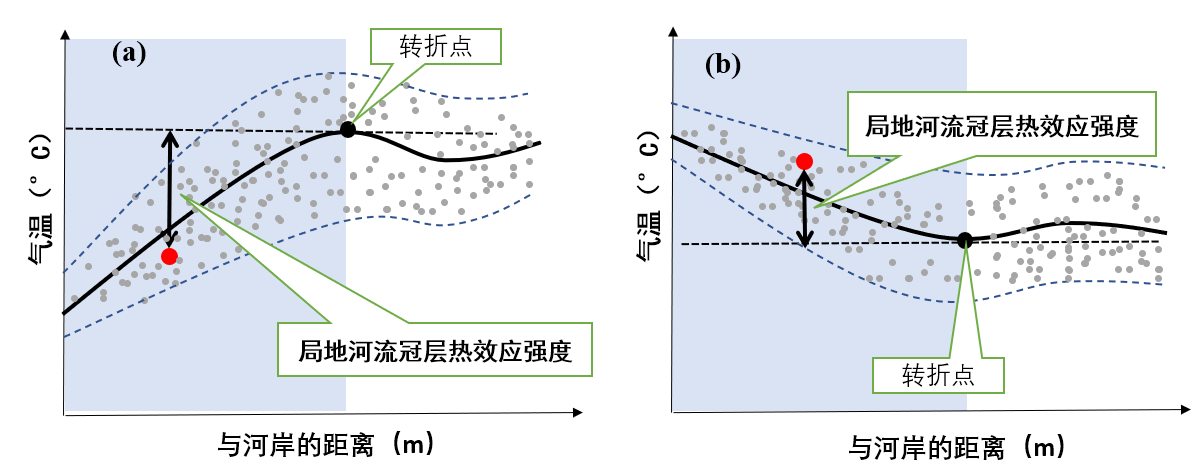 (a)
转折点
气温（°C）
局地河流冠层热效应强度
与河岸的距离（m）
(b)
局地河流冠层热效应强度
气温（°C）
转折点
与河岸的距离（m）